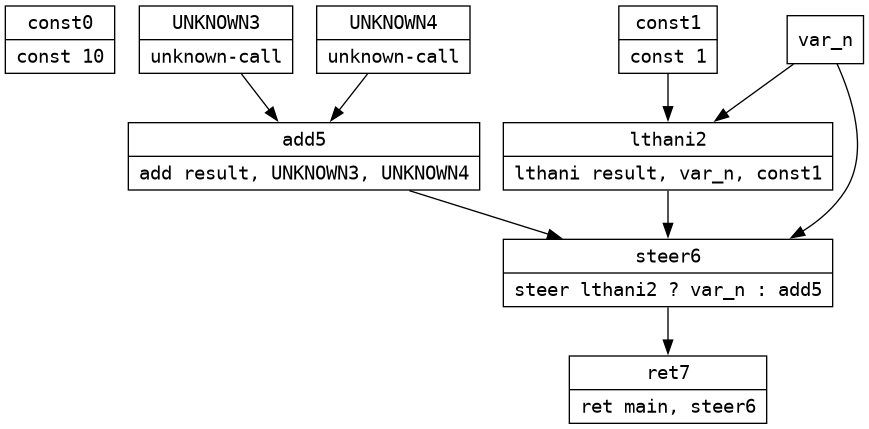 const0
const 10
UNKNOWN3
unknown-call
UNKNOWN4
unknown-call
const1
const 1
var_n
add5
add result, UNKNOWN3, UNKNOWN4
lthani2
lthani result, var_n, const1
steer6
steer lthani2 ? var_n : add5
ret7
ret main, steer6